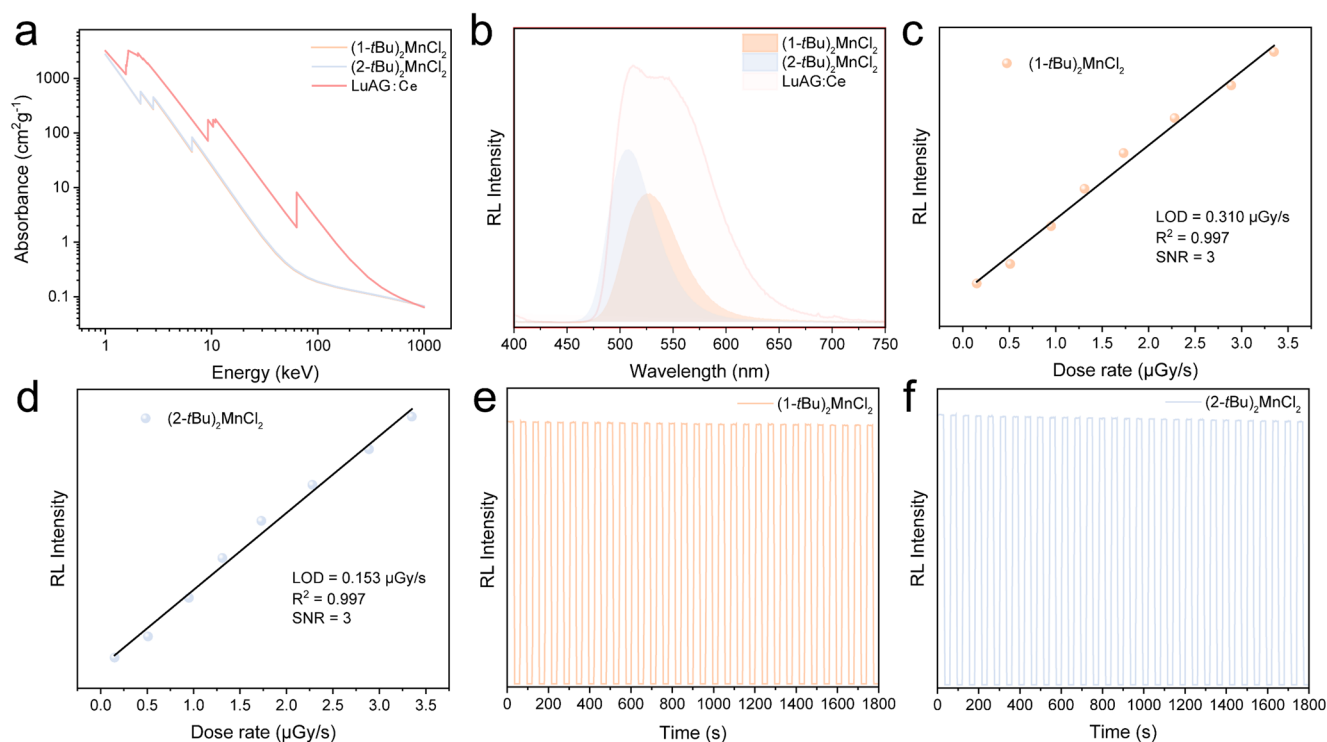 a
(1-tBu)₂MnCl₂
(2-tBu)₂MnCl₂
LuAG:Ce
Absorbance (cm²g⁻¹)
1000
100
10
1
0.1
1 10 100 1000
Energy (keV)
b
(1-tBu)₂MnCl₂
(2-tBu)₂MnCl₂
LuAG:Ce
RL Intensity
400 450 500 550 600 650 700 750
Wavelength (nm)
c
(1-tBu)₂MnCl₂
RL Intensity
LOD = 0.310 µGy/s
R² = 0.997
SNR = 3
0.0 0.5 1.0 1.5 2.0 2.5 3.0 3.5
Dose rate (µGy/s)
d
(2-tBu)₂MnCl₂
RL Intensity
LOD = 0.153 µGy/s
R² = 0.997
SNR = 3
0.0 0.5 1.0 1.5 2.0 2.5 3.0 3.5
Dose rate (µGy/s)
e
(1-tBu)₂MnCl₂
RL Intensity
0 200 400 600 800 1000 1200 1400 1600 1800
Time (s)
f
(2-tBu)₂MnCl₂
RL Intensity
0 200 400 600 800 1000 1200 1400 1600 1800
Time (s)